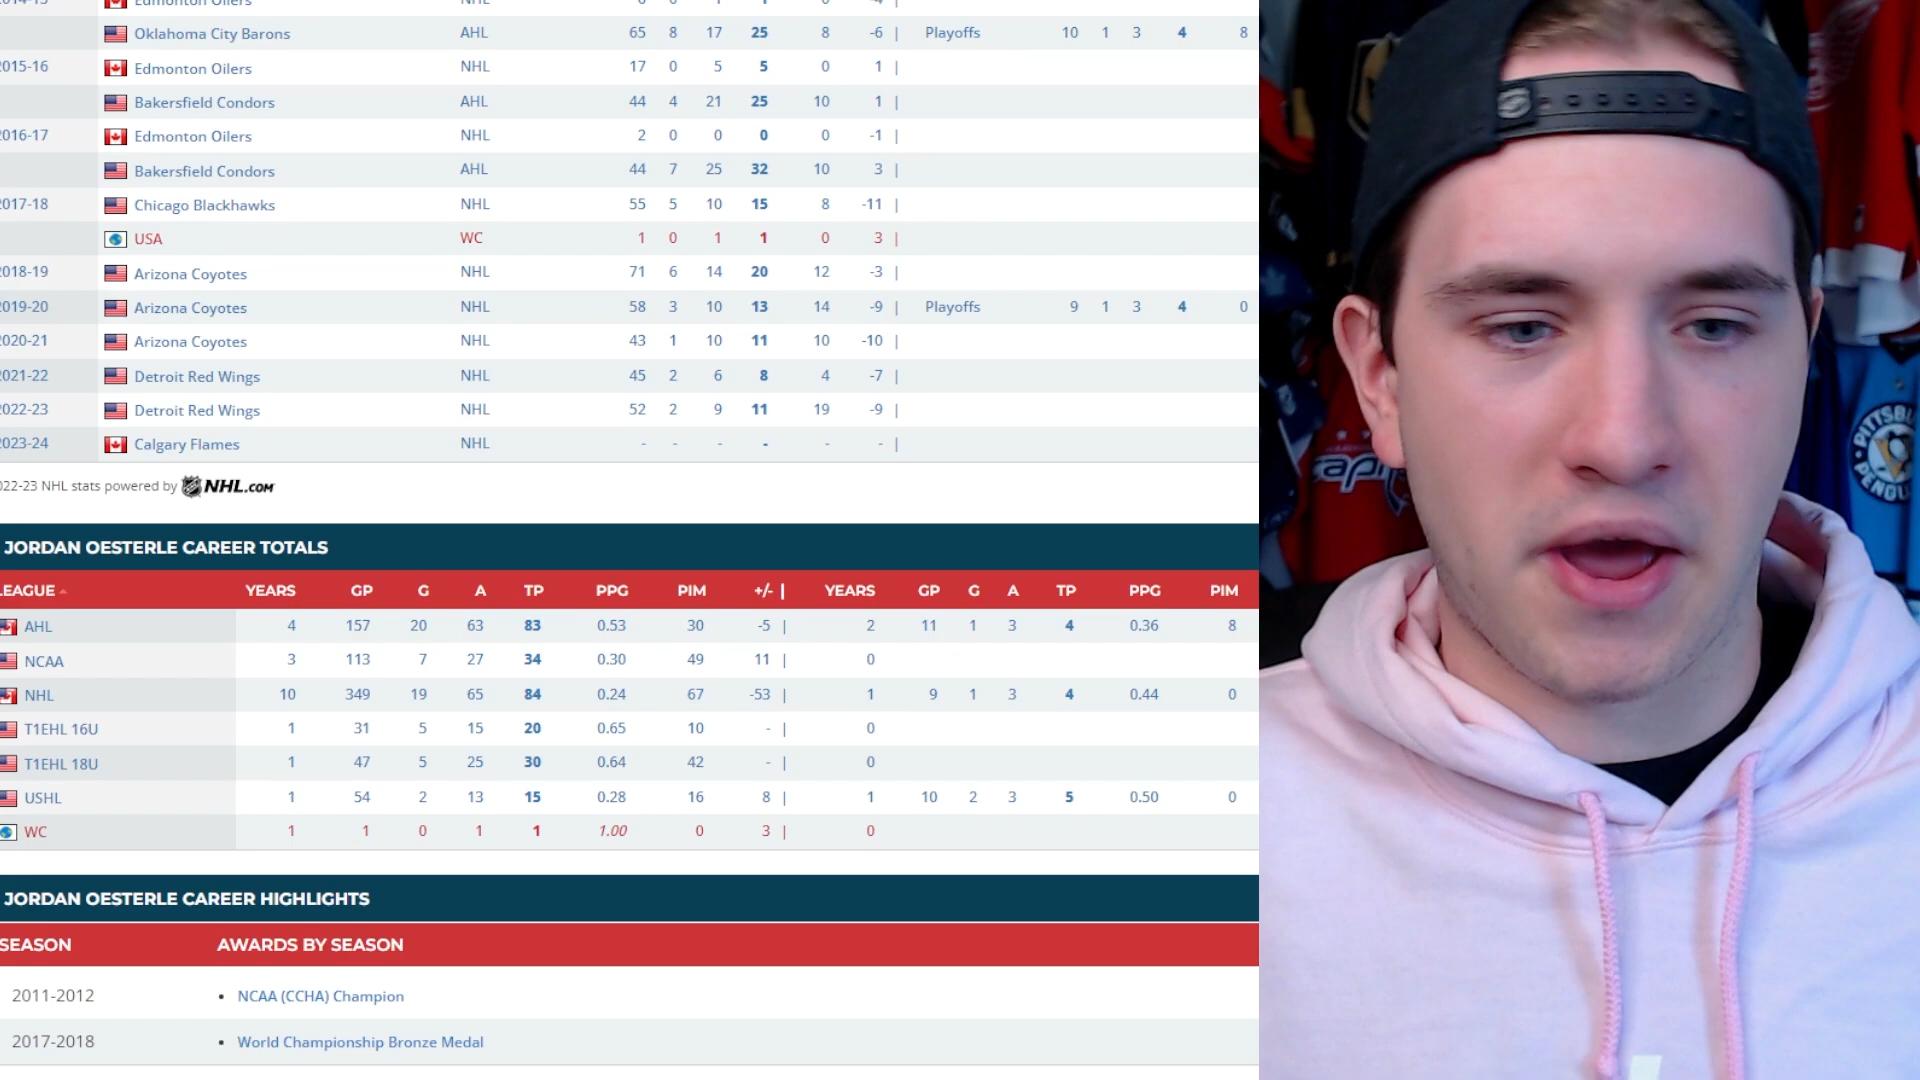 Edmonton Oilers
Oklahoma City Barons AHL 65 8 17 25 8 -6 | Playoffs 10 1 3 4 8
2015-16 Edmonton Oilers NHL 17 0 5 5 0 1 |
Bakersfield Condors AHL 44 4 21 25 10 1 |
2016-17 Edmonton Oilers NHL 2 0 0 0 0 -1 |
Bakersfield Condors AHL 44 7 25 32 10 3 |
2017-18 Chicago Blackhawks NHL 55 5 10 15 8 -11 |
USA WC 1 0 1 1 0 3 |
2018-19 Arizona Coyotes NHL 71 6 14 20 12 -3 |
2019-20 Arizona Coyotes NHL 58 3 10 13 14 -9 | Playoffs 9 1 3 4 0
2020-21 Arizona Coyotes NHL 43 1 10 11 10 -10 |
2021-22 Detroit Red Wings NHL 45 2 6 8 4 -7 |
2022-23 Detroit Red Wings NHL 52 2 9 11 19 -9 |
2023-24 Calgary Flames NHL - - - - - - |
022-23 NHL stats powered by NHL.COM
JORDAN OESTERLE CAREER TOTALS
LEAGUE YEARS GP G A TP PPG PIM +/- | YEARS GP G A TP PPG PIM
AHL 4 157 20 63 83 0.53 30 -5 | 2 11 1 3 4 0.36 8
NCAA 3 113 7 27 34 0.30 49 11 | 0
NHL 10 349 19 65 84 0.24 67 -53 | 1 9 1 3 4 0.44 0
T1EHL 16U 1 31 5 15 20 0.65 10 - | 0
T1EHL 18U 1 47 5 25 30 0.64 42 - | 0
USHL 1 54 2 13 15 0.28 16 8 | 1 10 2 3 5 0.50 0
WC 1 1 0 1 1 1.00 0 3 | 0
JORDAN OESTERLE CAREER HIGHLIGHTS
SEASON AWARDS BY SEASON
2011-2012 • NCAA (CCHA) Champion
2017-2018 • World Championship Bronze Medal